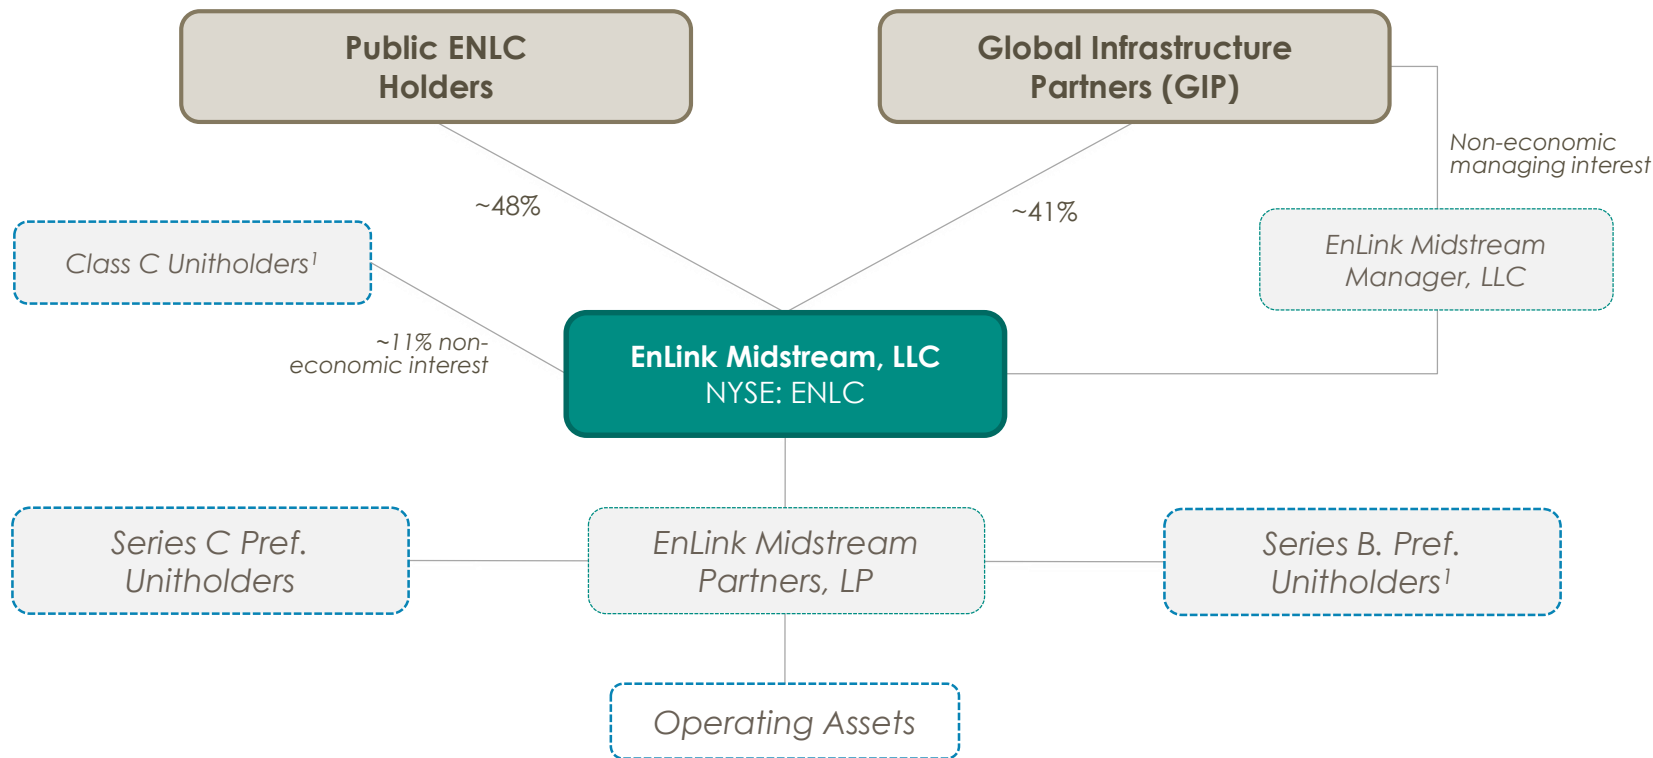 Public ENLC
Holders
Global Infrastructure
Partners (GIP)
Non-economic
managing interest
~48%
~41%
Class C Unitholders¹
EnLink Midstream
Manager, LLC
~11% non-
economic interest
EnLink Midstream, LLC
NYSE: ENLC
Series C Pref.
Unitholders
EnLink Midstream
Partners, LP
Series B. Pref.
Unitholders¹
Operating Assets